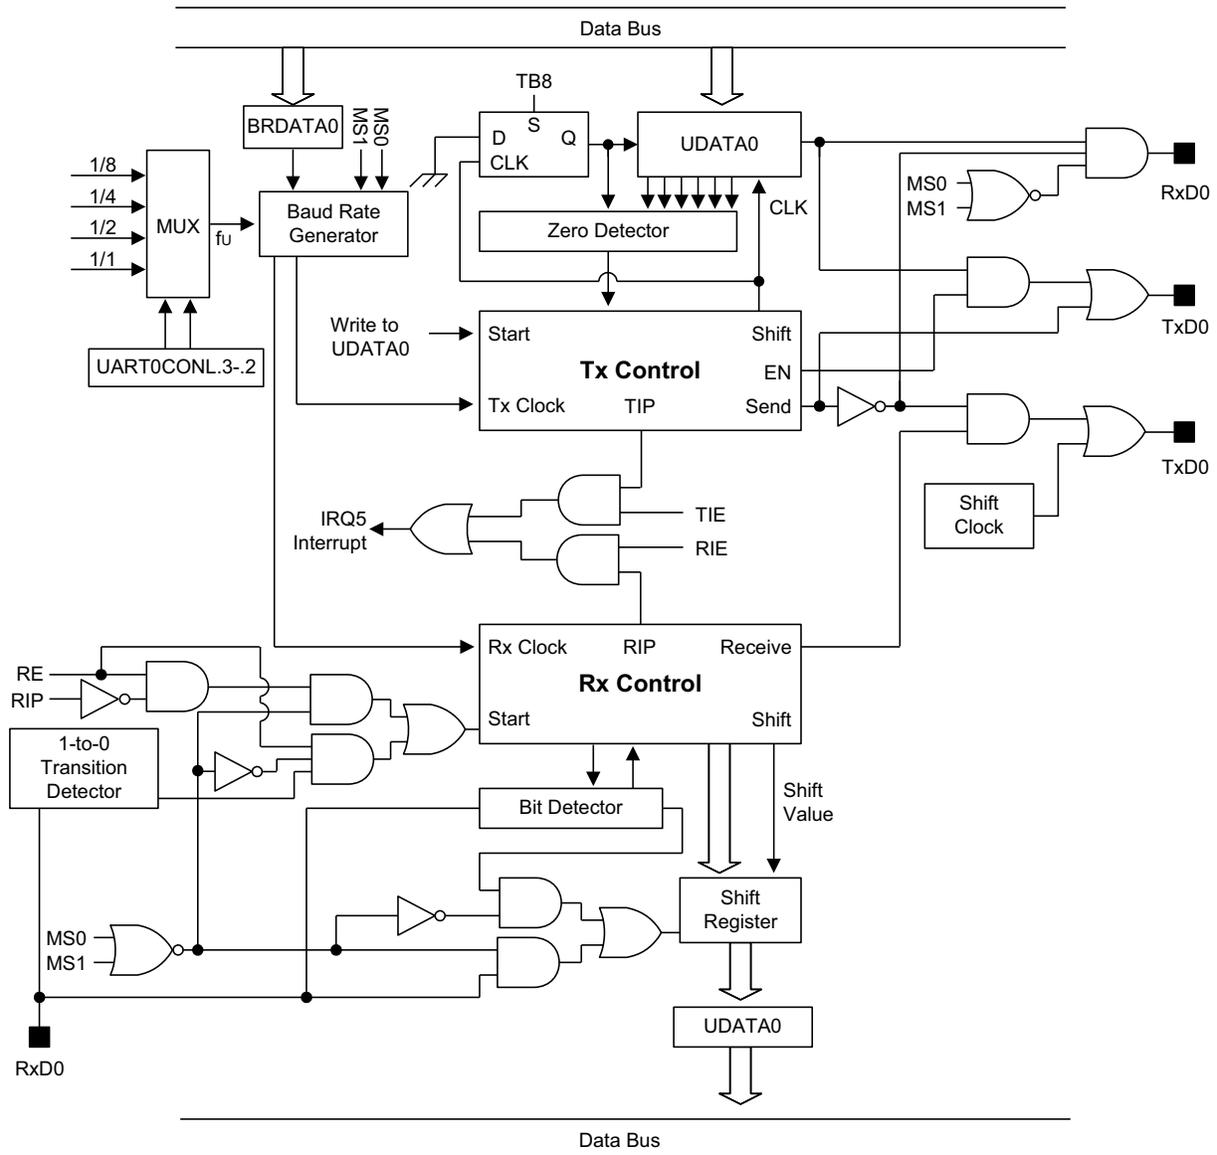 Data Bus
TB8
BRDATA0
MS1
MS0
D
S
Q
CLK
UDATA0
1/8
1/4
1/2
1/1
MUX
fU
Baud Rate
Generator
Zero Detector
CLK
MS0
MS1
RxD0
UART0CONL.3-.2
Write to
UDATA0
Start
Shift
Tx Control
EN
Tx Clock
TIP
Send
TxD0
TxD0
Shift
Clock
IRQ5
Interrupt
TIE
RIE
Rx Clock
RIP
Receive
Rx Control
Start
Shift
RE
RIP
1-to-0
Transition
Detector
Bit Detector
Shift
Value
Shift
Register
MS0
MS1
UDATA0
RxD0
Data Bus